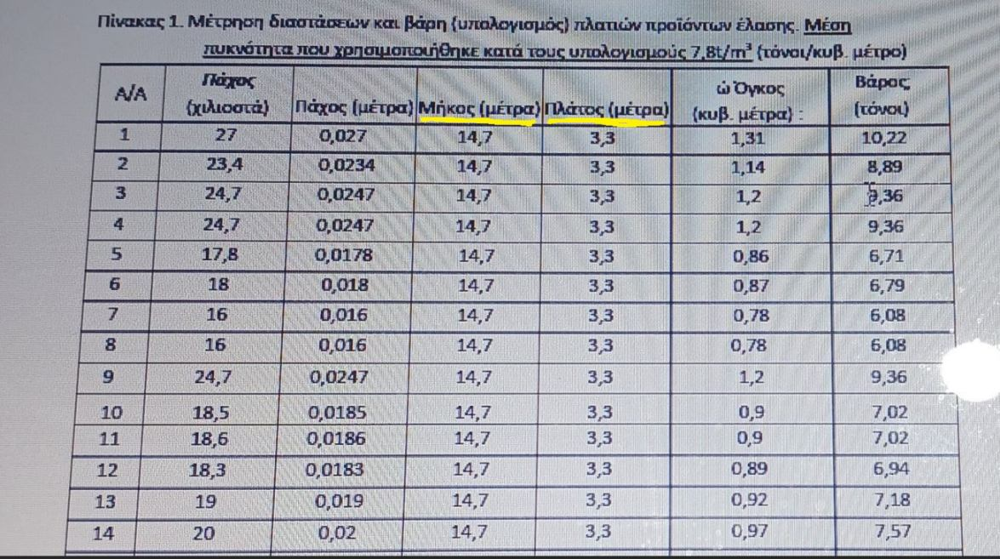 Πίνακας 1. Μέτρηση διαστάσεων και βάρη (υπολογισμός) πλατιών προϊόντων έλασης. Μέση
πυκνότητα που χρησιμοποιήθηκε κατά τους υπολογισμούς 7,8t/m³ (τόνοι/κυβ. μέτρο)
Α/Α Πάχος (χιλιοστά) Πάχος (μέτρα) Μήκος (μέτρα) Πλάτος (μέτρα) ώ Όγκος (κυβ. μέτρα) : Βάρος (τόνοι)
1 27 0,027 14,7 3,3 1,31 10,22
2 23,4 0,0234 14,7 3,3 1,14 8,89
3 24,7 0,0247 14,7 3,3 1,2 9,36
4 24,7 0,0247 14,7 3,3 1,2 9,36
5 17,8 0,0178 14,7 3,3 0,86 6,71
6 18 0,018 14,7 3,3 0,87 6,79
7 16 0,016 14,7 3,3 0,78 6,08
8 16 0,016 14,7 3,3 0,78 6,08
9 24,7 0,0247 14,7 3,3 1,2 9,36
10 18,5 0,0185 14,7 3,3 0,9 7,02
11 18,6 0,0186 14,7 3,3 0,9 7,02
12 18,3 0,0183 14,7 3,3 0,89 6,94
13 19 0,019 14,7 3,3 0,92 7,18
14 20 0,02 14,7 3,3 0,97 7,57